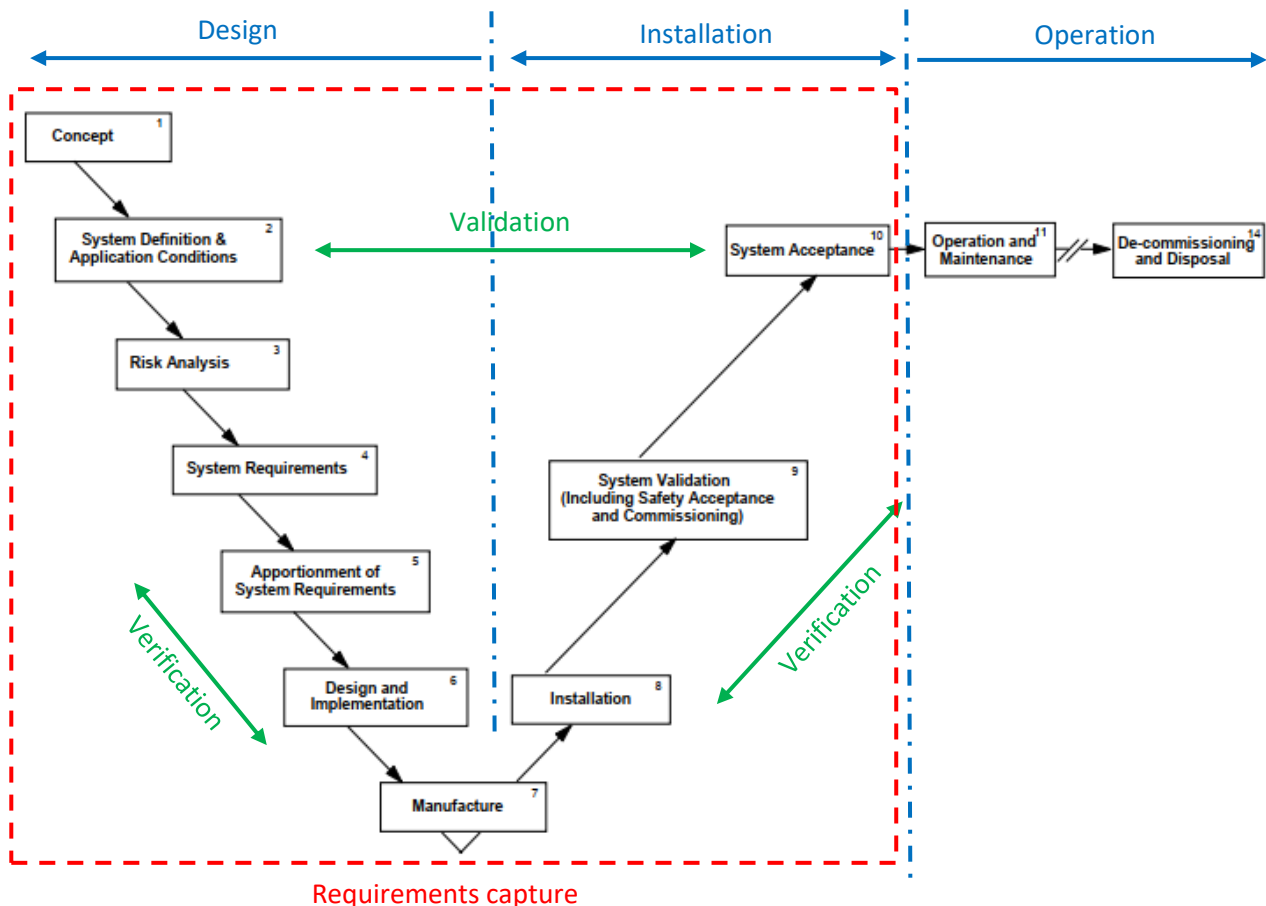 Design
Installation
Operation
Concept 1
System Definition & 2
Application Conditions
Validation
System Acceptance 10
Operation and 11
Maintenance
De-commissioning 14
and Disposal
Risk Analysis 3
System Requirements 4
System Validation 9
(Including Safety Acceptance
and Commissioning)
Apportionment of 5
System Requirements
Verification
Verification
Design and 6
Implementation
Installation 8
Manufacture 7
Requirements capture